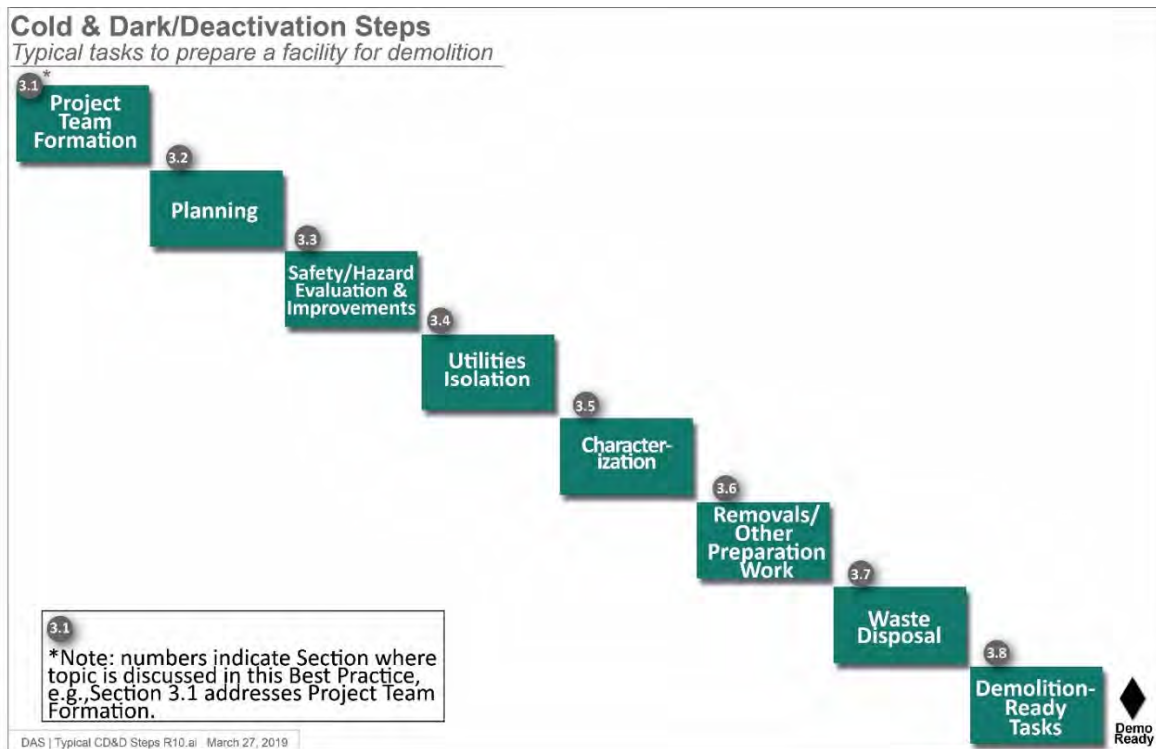 Cold & Dark/Deactivation Steps
Typical tasks to prepare a facility for demolition
3.1
*
Project
Team
Formation
3.2
Planning
3.3
Safety/Hazard
Evaluation &
Improvements
3.4
Utilities
Isolation
3.5
Character-
ization
3.6
Removals/
Other
Preparation
Work
3.7
Waste
Disposal
3.8
Demolition-
Ready
Tasks
Demo
Ready
3.1
*Note: numbers indicate Section where
topic is discussed in this Best Practice,
e.g.,Section 3.1 addresses Project Team
Formation.
DAS | Typical CD&D Steps R10.ai March 27, 2019